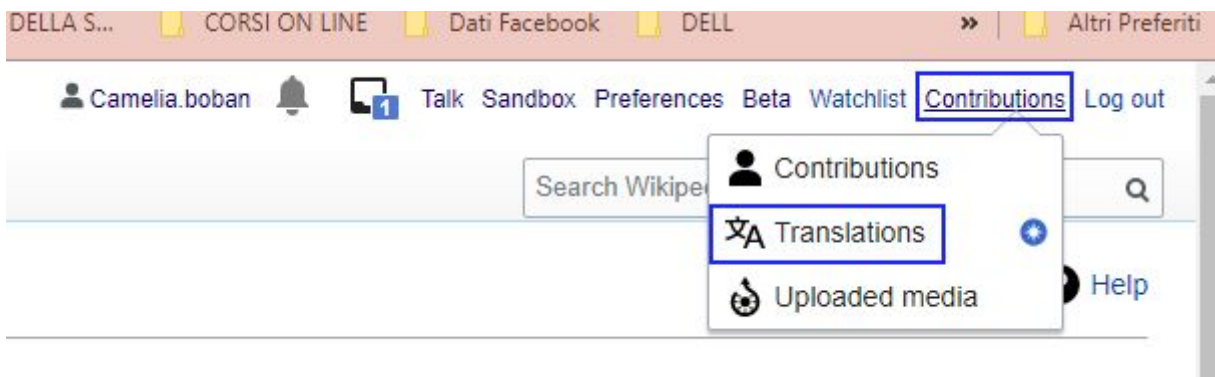 DELLA S... CORSI ON LINE Dati Facebook DELL » Altri Preferiti
Camelia.boban 1 Talk Sandbox Preferences Beta Watchlist Contributions Log out
Contributions
Search
Translations
Help
Uploaded media